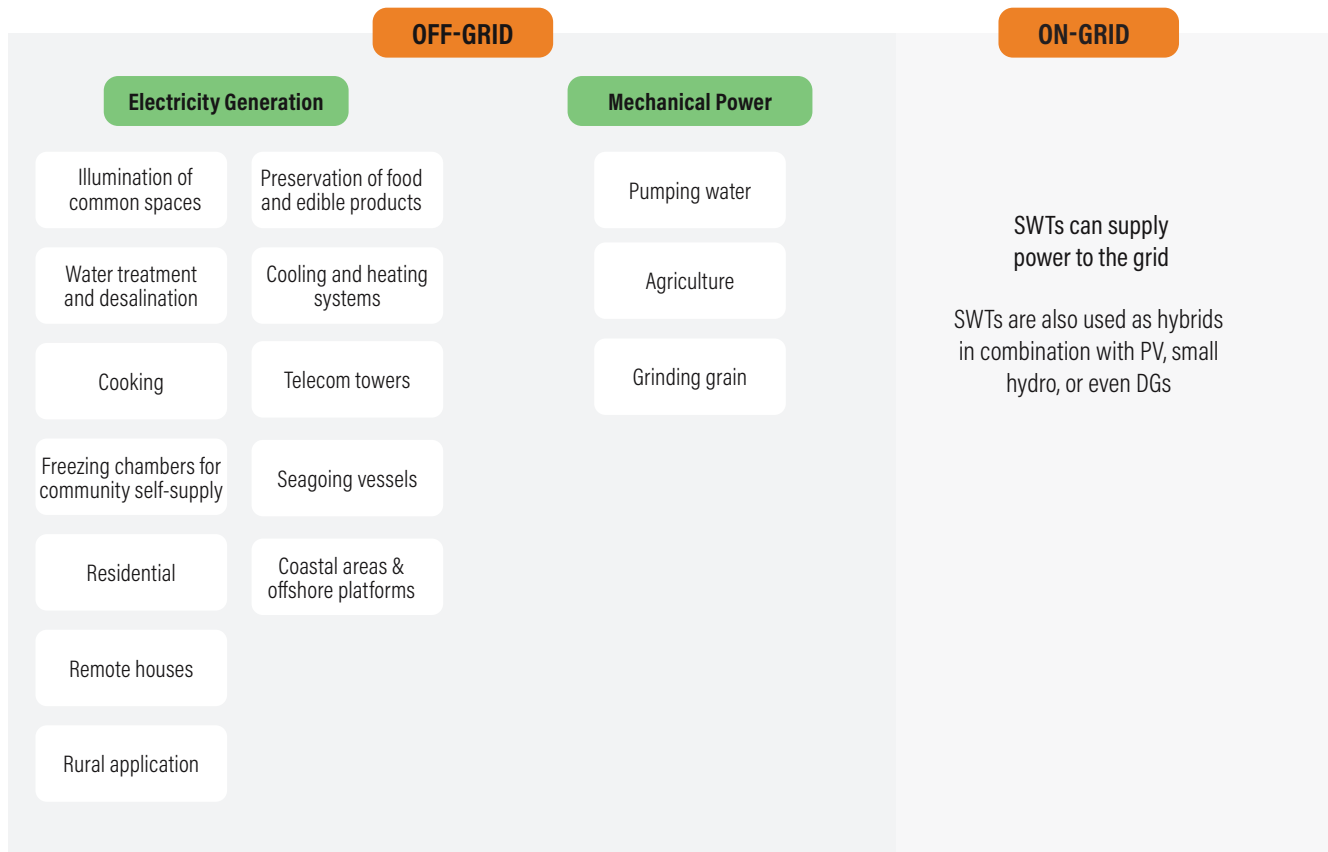 OFF-GRID
Electricity Generation
Illumination of
common spaces
Water treatment
and desalination
Cooking
Freezing chambers for
community self-supply
Residential
Remote houses
Rural application
Preservation of food
and edible products
Cooling and heating
systems
Telecom towers
Seagoing vessels
Coastal areas &
offshore platforms
Mechanical Power
Pumping water
Agriculture
Grinding grain
ON-GRID
SWTs can supply
power to the grid
SWTs are also used as hybrids
in combination with PV, small
hydro, or even DGs